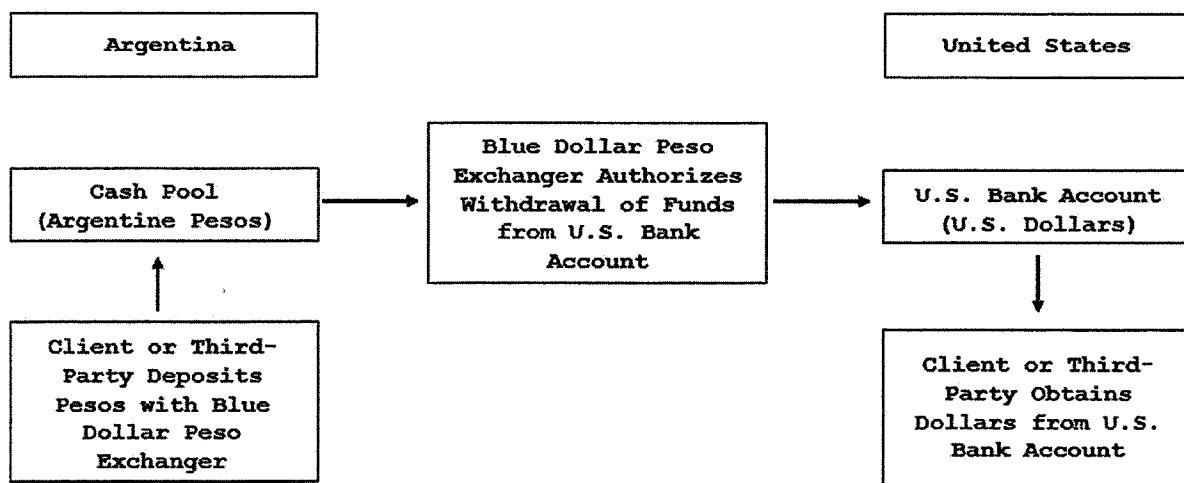 Argentina
United States
Cash Pool
(Argentine Pesos)
Blue Dollar Peso
Exchanger Authorizes
Withdrawal of Funds
from U.S. Bank
Account
U.S. Bank Account
(U.S. Dollars)
Client or Third-
Party Deposits
Pesos with Blue
Dollar Peso
Exchanger
Client or Third-
Party Obtains
Dollars from U.S.
Bank Account